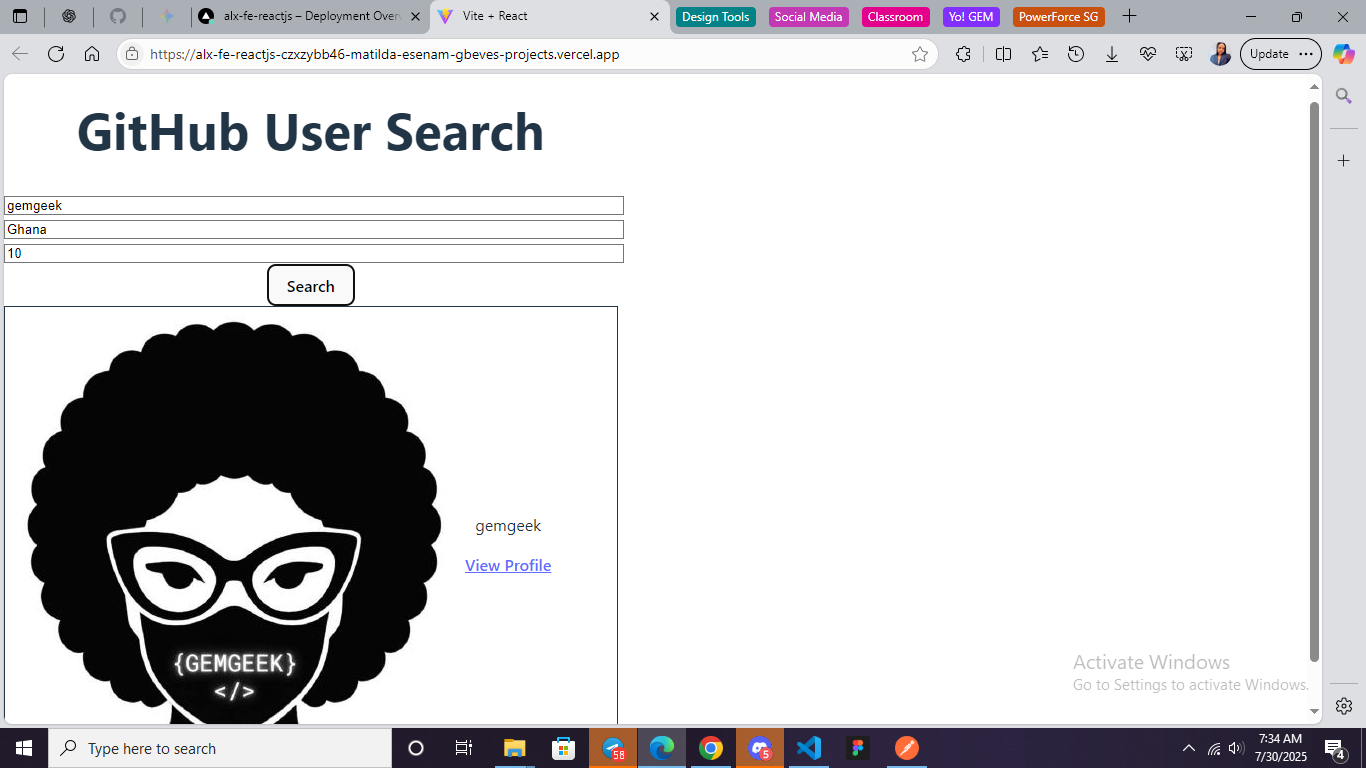 alx-fe-reactjs – Deployment Over
Vite + React
Design Tools
Social Media
Classroom
Yo! GEM
PowerForce SG
https://alx-fe-reactjs-czxzybb46-matilda-esenam-gbeves-projects.vercel.app
Update
GitHub User Search
gemgeek
Ghana
10
Search
{GEMGEEK}
</>
gemgeek
View Profile
Activate Windows
Go to Settings to activate Windows.
Type here to search
58
5
7:34 AM
7/30/2025
4